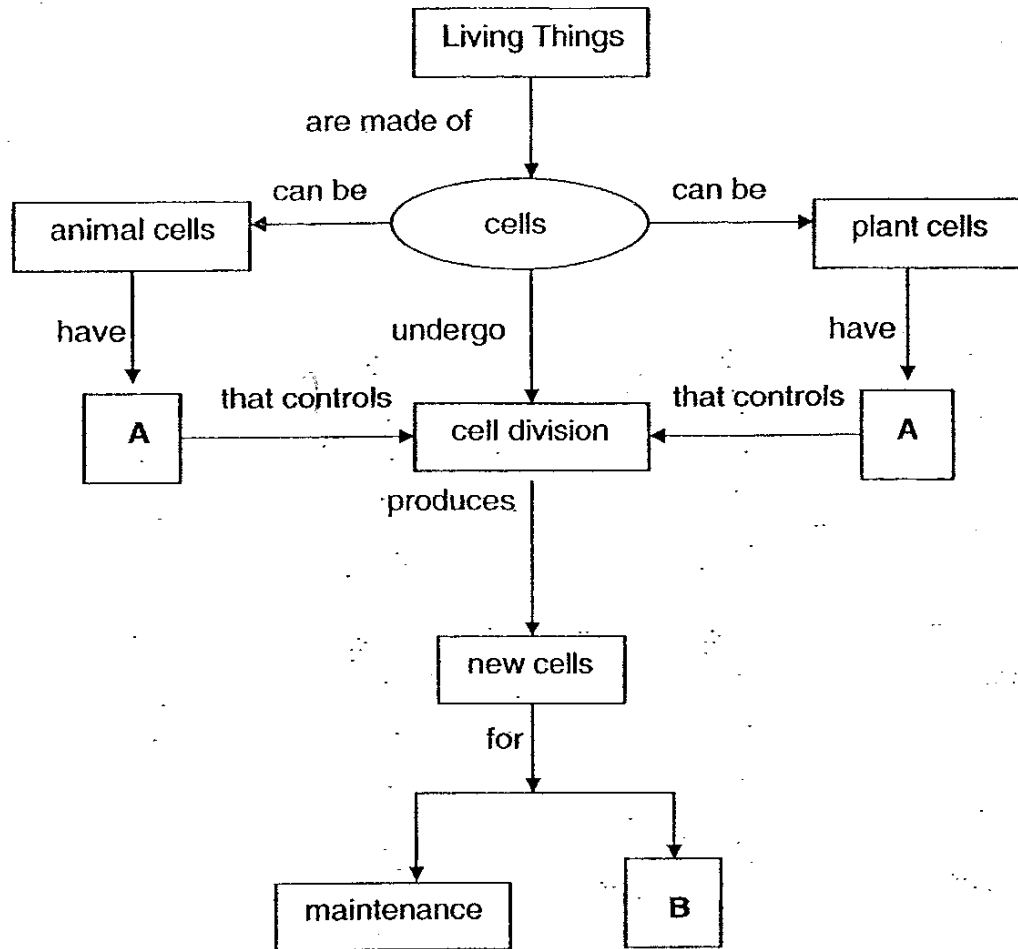 Living Things
are made of
can be
can be
animal cells
cells
plant cells
have
undergo
have
A
that controls
cell division
that controls
A
produces
new cells
for
maintenance
B